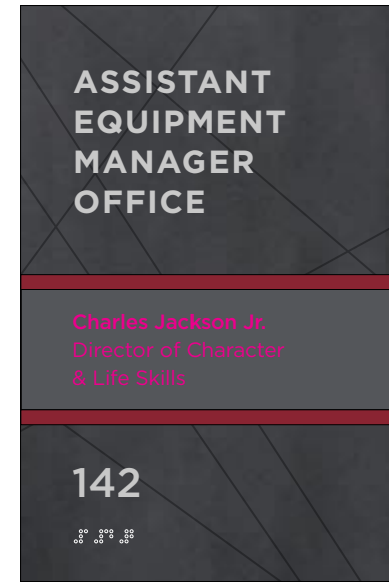 ASSISTANT
EQUIPMENT
MANAGER
OFFICE
Charles Jackson Jr.
Director of Character
& Life Skills
142